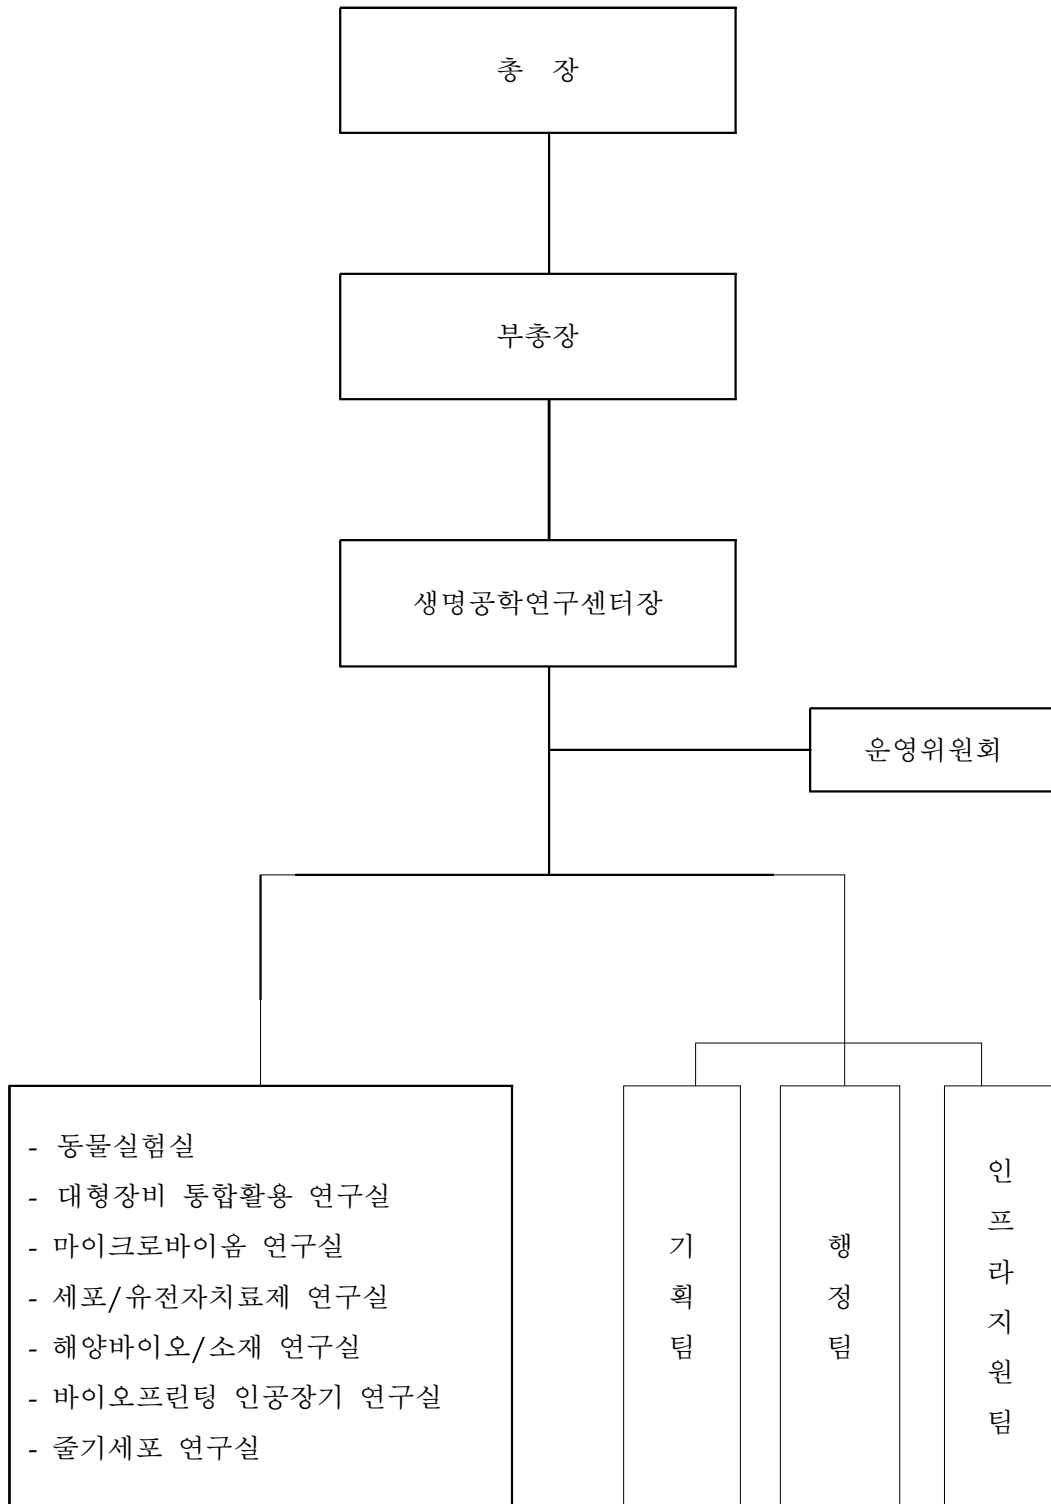 총 장
부총장
생명공학연구센터장
운영위원회
- 동물실험실
- 대형장비 통합활용 연구실
- 마이크로바이옴 연구실
- 세포/유전자치료제 연구실
- 해양바이오/소재 연구실
- 바이오프린팅 인공장기 연구실
- 줄기세포 연구실
기획팀
행정팀
인프라지원팀